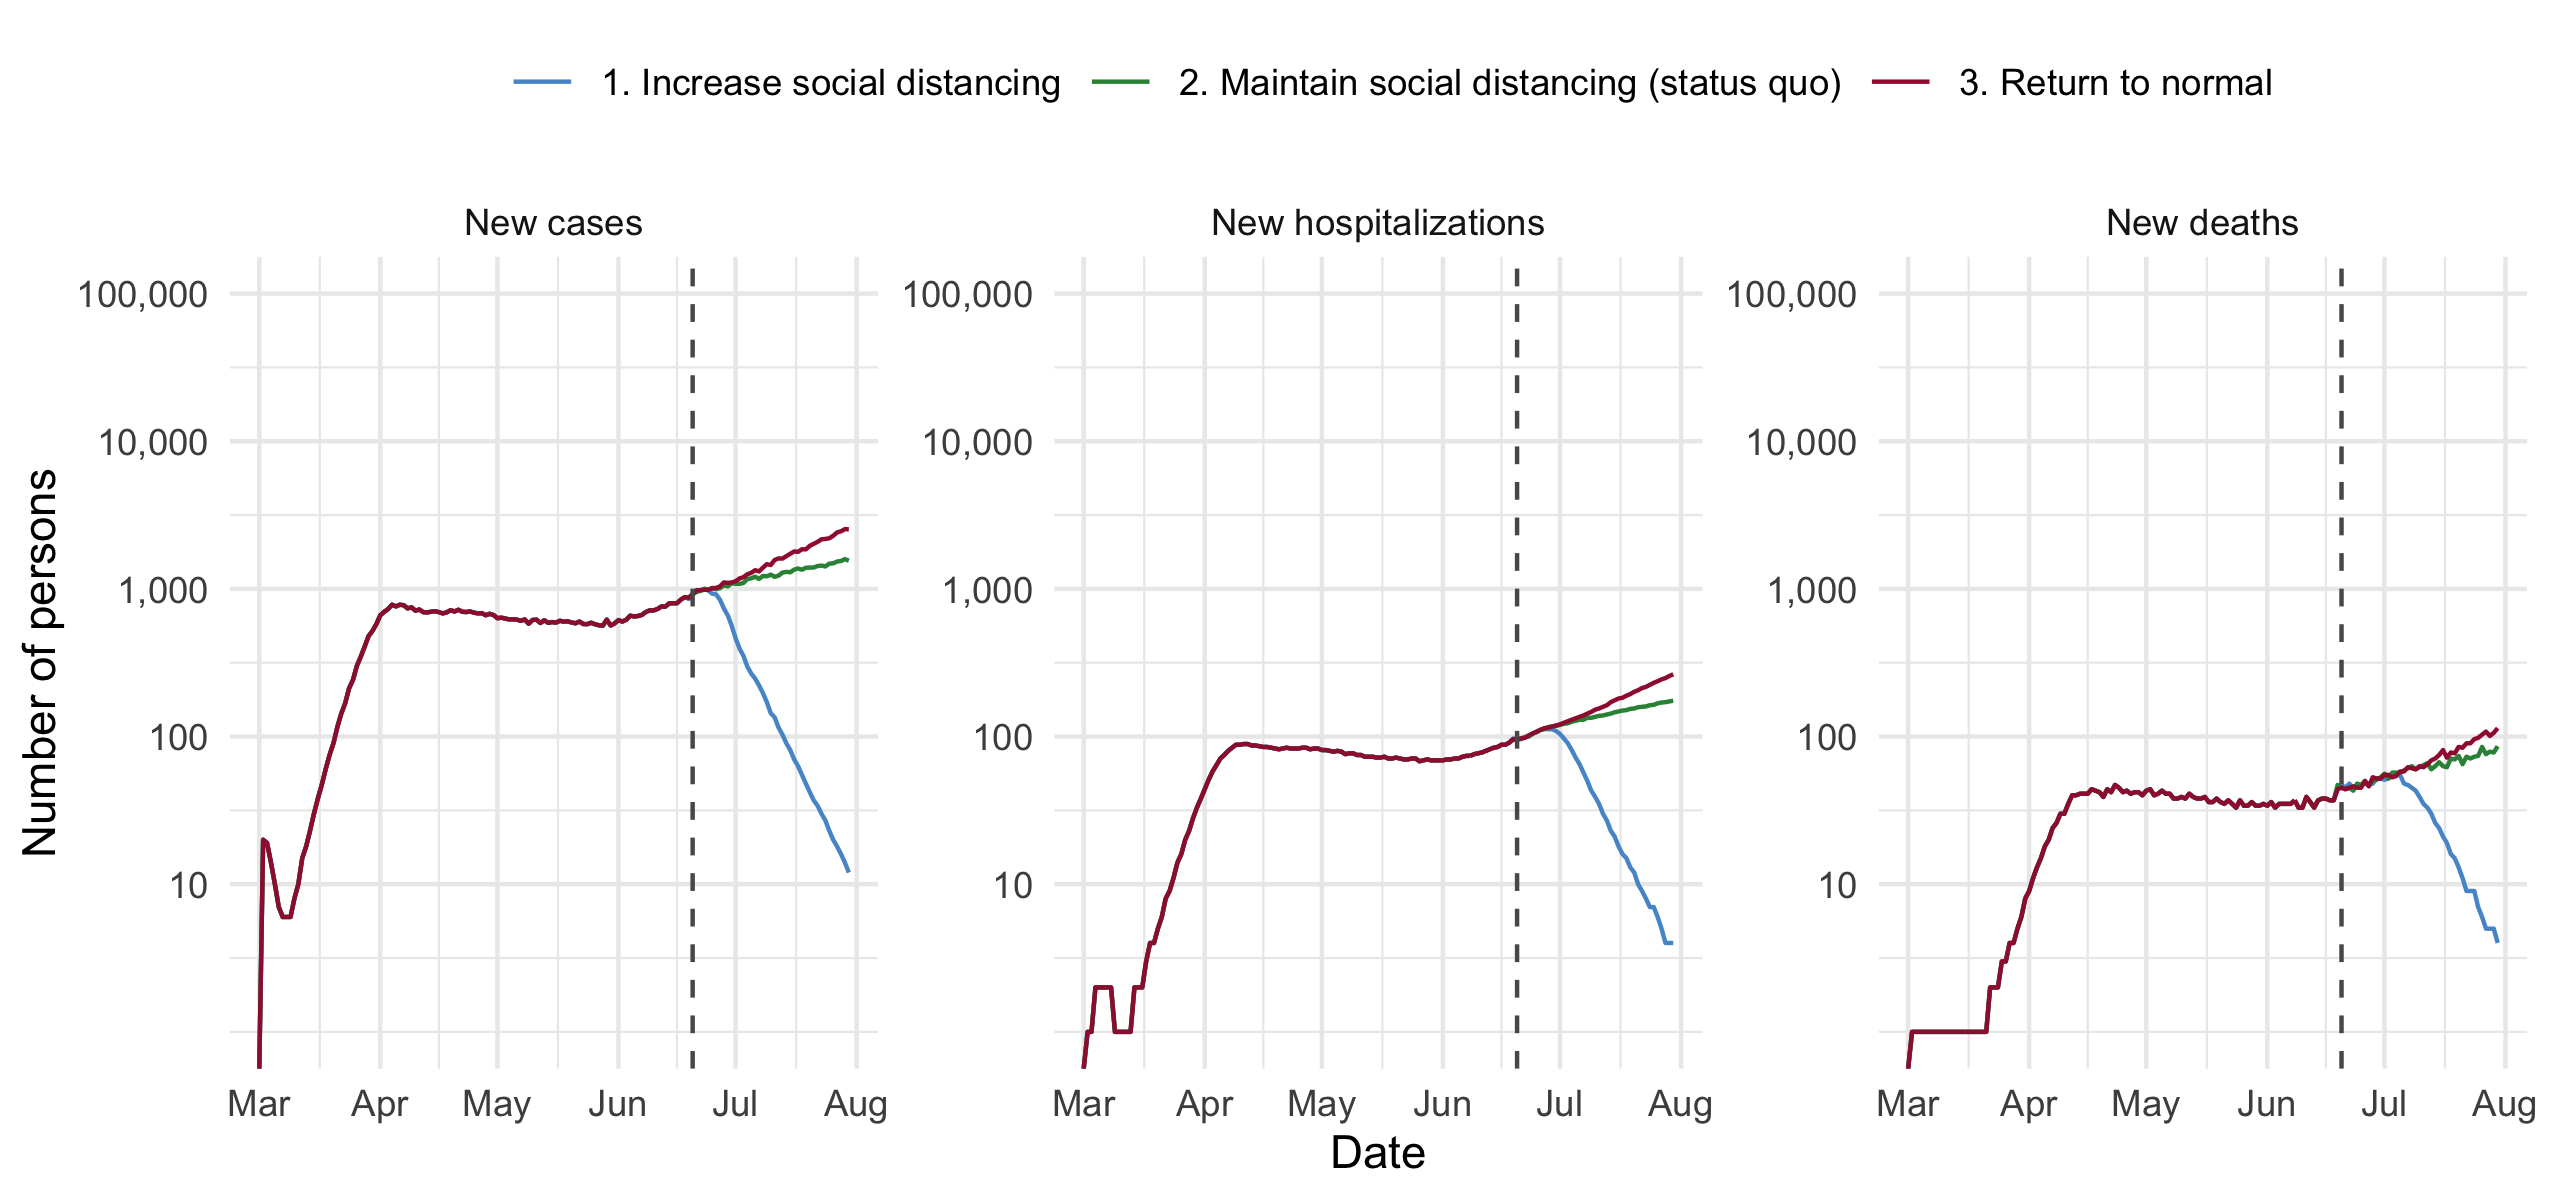 1. Increase social distancing 2. Maintain social distancing (status quo) 3. Return to normal
New cases
New hospitalizations
New deaths
Number of persons
100,000
10,000
1,000
100
10
100,000
10,000
1,000
100
10
100,000
10,000
1,000
100
10
Mar Apr May Jun Jul Aug
Mar Apr May Jun Jul Aug
Mar Apr May Jun Jul Aug
Date